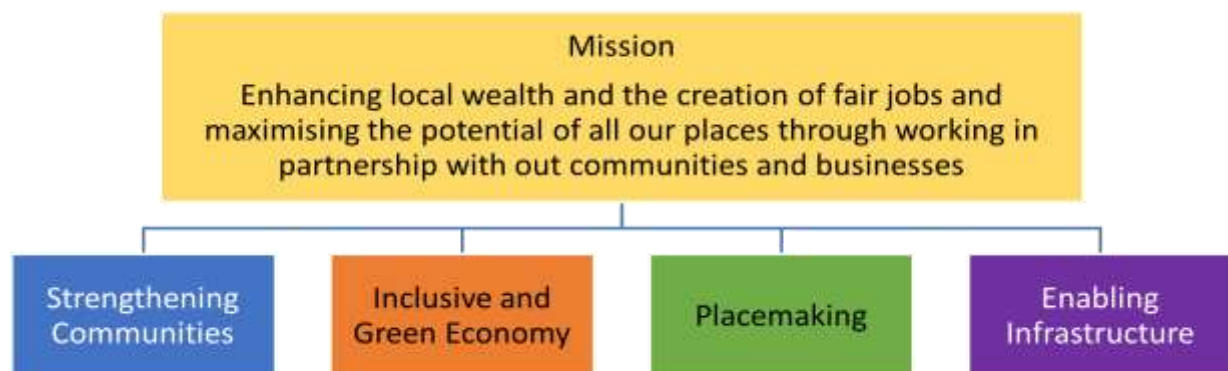 Mission
Enhancing local wealth and the creation of fair jobs and
maximising the potential of all our places through working in
partnership with out communities and businesses
Strengthening
Communities
Inclusive and
Green Economy
Placemaking
Enabling
Infrastructure